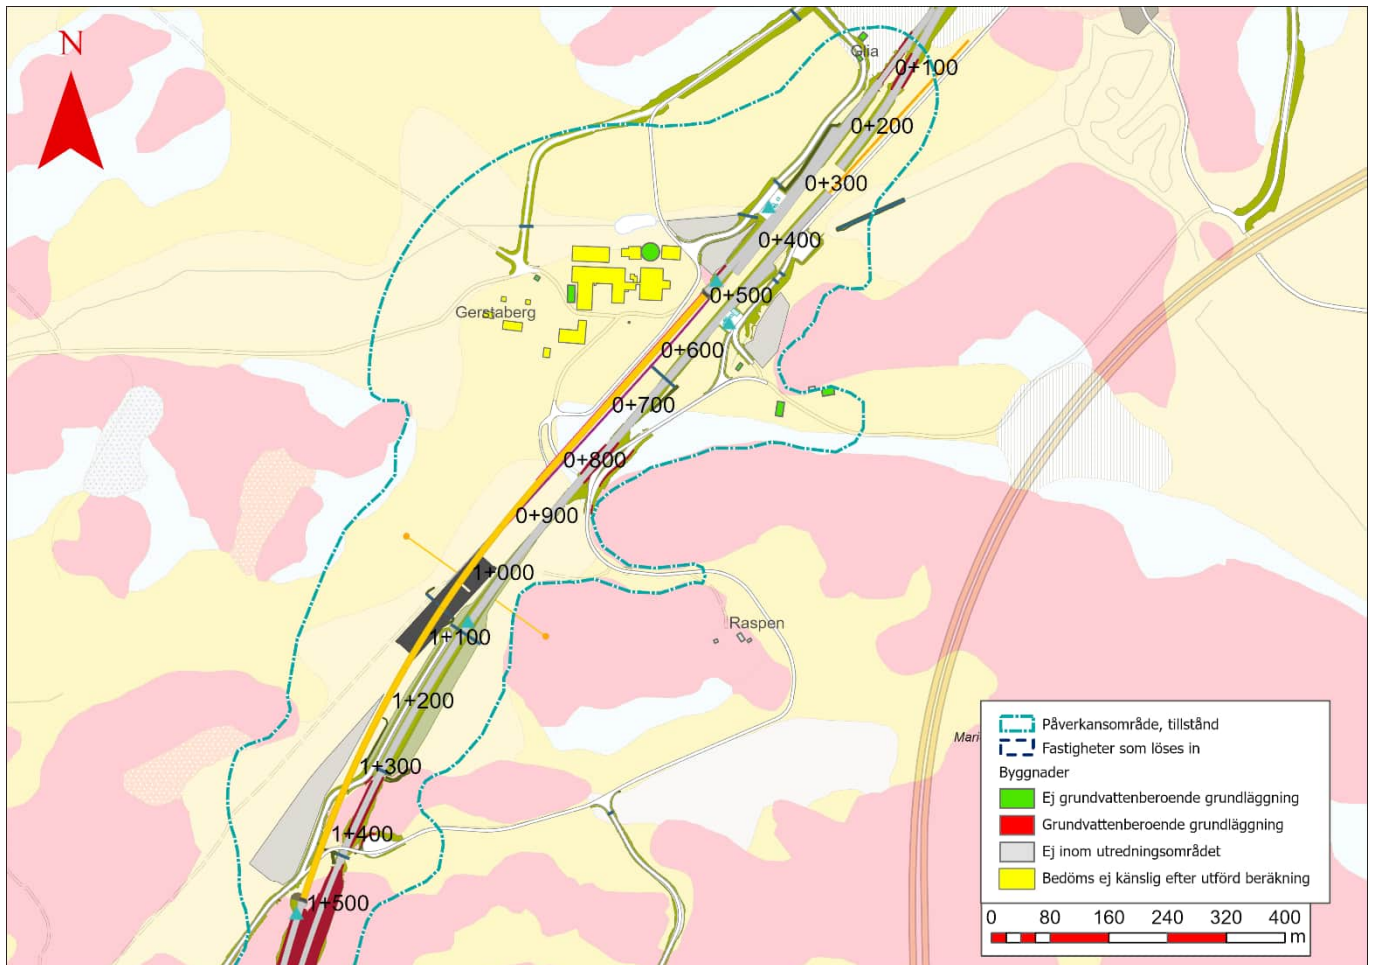 N
Glia
0+100
0+200
0+300
0+400
0+500
Gerstaberg
0+600
0+700
0+800
0+900
1+000
Raspen
1+100
1+200
1+300
1+400
1+500
Påverkansområde, tillstånd
Fastigheter som löses in
Byggnader
Ej grundvattenberoende grundläggning
Grundvattenberoende grundläggning
Ej inom utredningsområdet
Bedöms ej känslig efter utförd beräkning
0 80 160 240 320 400
m